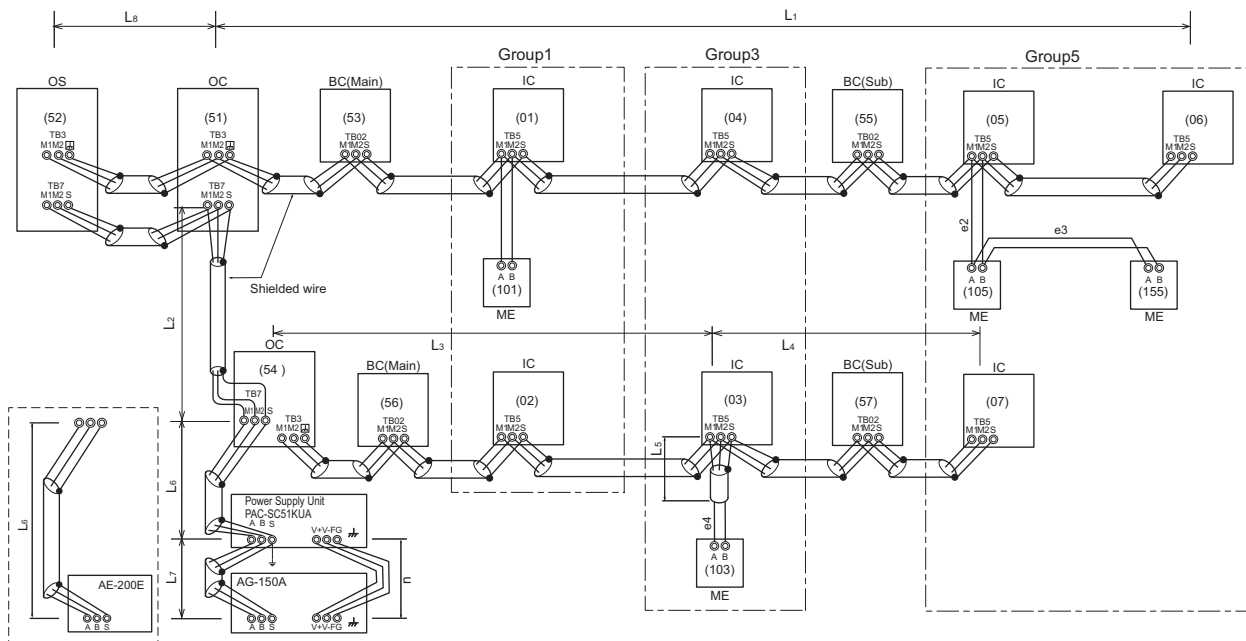 L8
L1
Group1
Group3
Group5
OS
OC
BC(Main)
IC
IC
BC(Sub)
IC
IC
(52)
(51)
(53)
(01)
(04)
(55)
(05)
(06)
TB3
M1M2
TB3
M1M2
TB02
M1M2S
TB5
M1M2S
TB5
M1M2S
TB02
M1M2S
TB5
M1M2S
TB5
M1M2S
TB7
M1M2 S
TB7
M1M2 S
e2
e3
A B
(101)
ME
A B
(105)
ME
A B
(155)
ME
Shielded wire
L2
L3
L4
OC
BC(Main)
IC
IC
BC(Sub)
IC
(54 )
(56)
(02)
(03)
(57)
(07)
TB7
M1M2 S
TB3
M1M2
TB02
M1M2S
TB5
M1M2S
TB5
M1M2S
TB02
M1M2S
TB5
M1M2S
L5
e4
A B
(103)
ME
L6
L6
Power Supply Unit
PAC-SC51KUA
A B S
V+V-FG
L7
n
AG-150A
A B S
V+V-FG
AE-200E
A B S